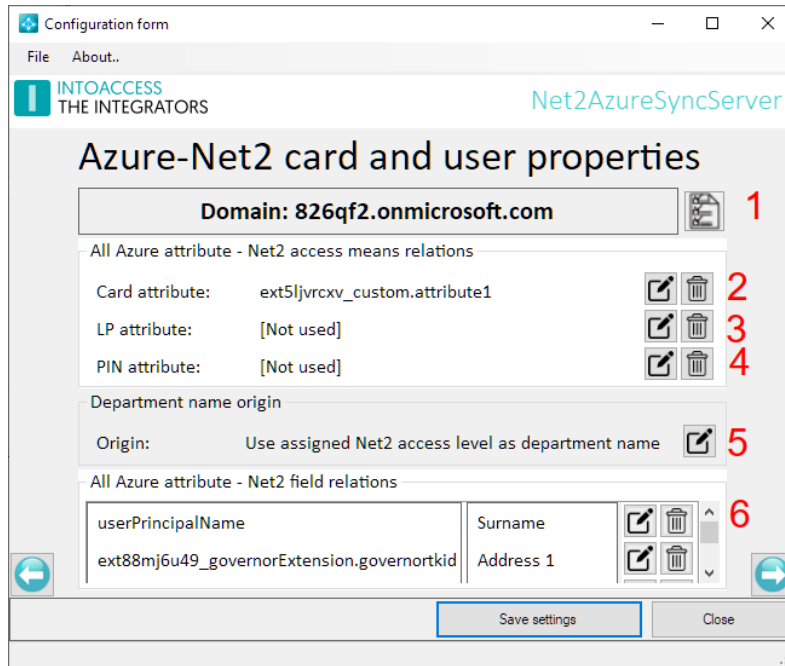 Configuration form
File About..
INTOACCESS
THE INTEGRATORS
Net2AzureSyncServer
Azure-Net2 card and user properties
Domain: 826qf2.onmicrosoft.com
1
All Azure attribute - Net2 access means relations
Card attribute: ext5ljvrcxv_custom.attribute1
2
LP attribute: [Not used]
3
PIN attribute: [Not used]
4
Department name origin
Origin: Use assigned Net2 access level as department name
5
All Azure attribute - Net2 field relations
userPrincipalName Surname
6
ext88mj6u49_governorExtension.governortkid Address 1
Save settings Close